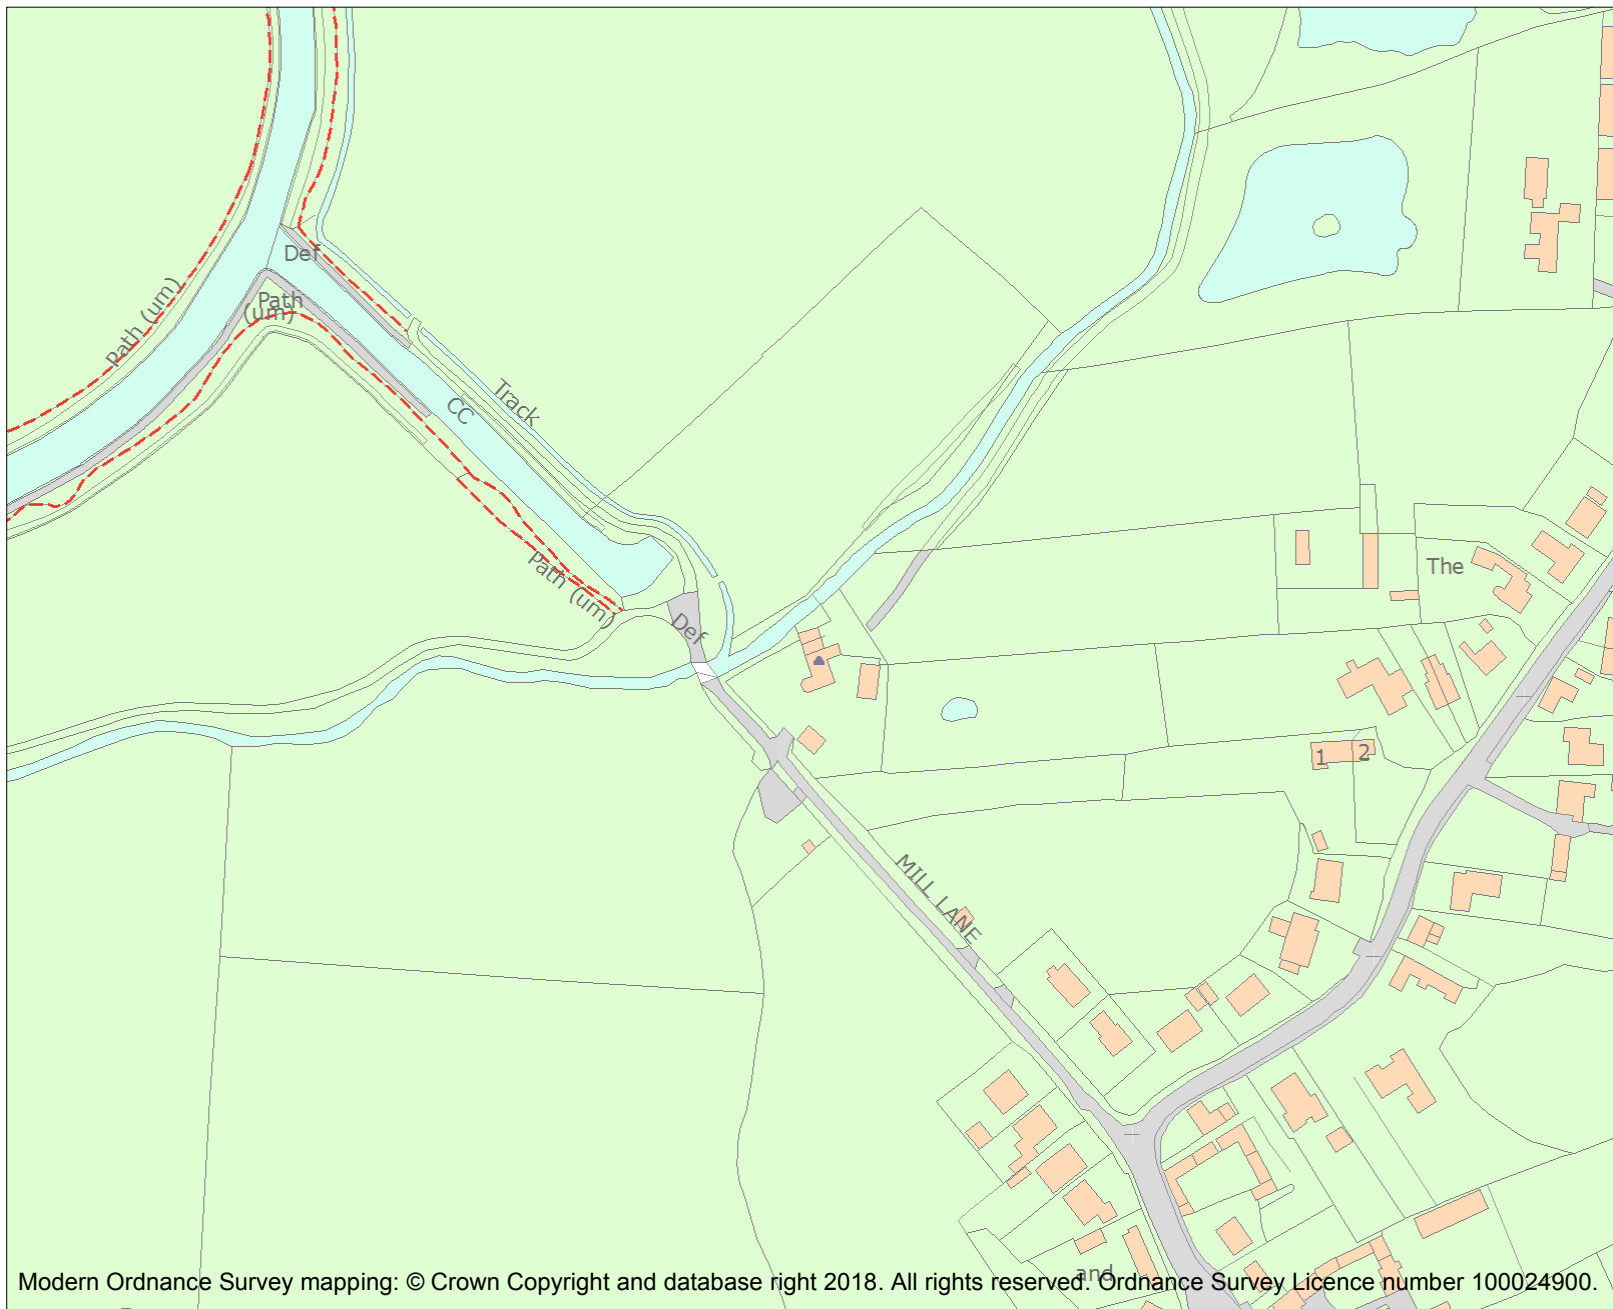 Def
Path (um)
Path
(um)
Track
CC
Path (um)
Def
The
1
2
MILL LANE
and
Modern Ordnance Survey mapping: © Crown Copyright and database right 2018. All rights reserved. Ordnance Survey Licence number 100024900.